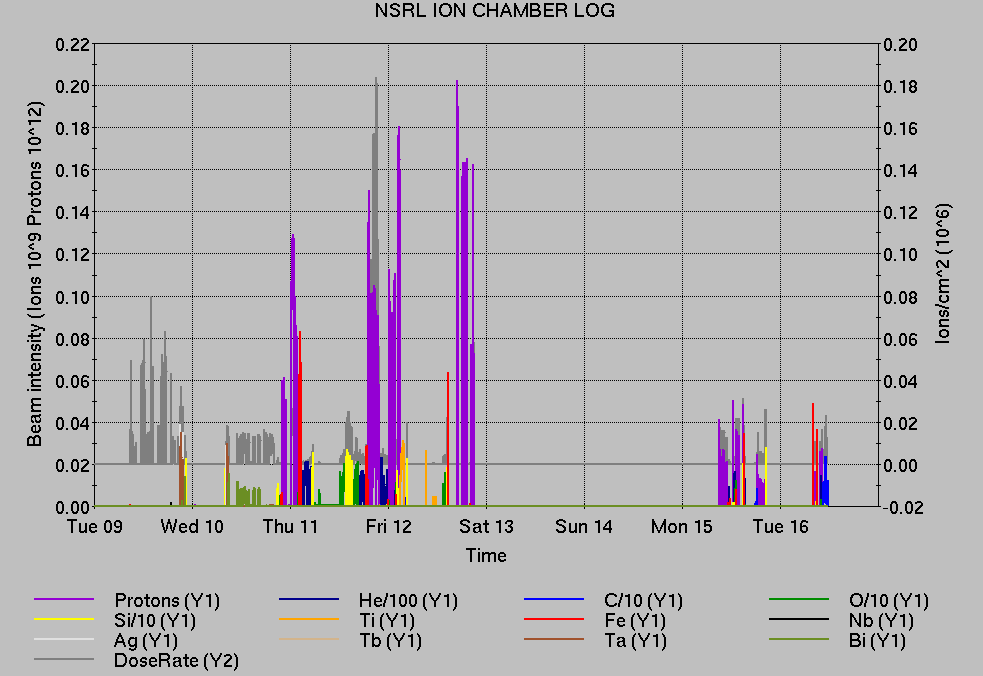 NSRL ION CHAMBER LOG
0.22 0.20
0.20 0.18
0.18 0.16
0.16 0.14
0.14 0.12
0.12 0.10
0.10 0.08
0.08 0.06
0.06 0.04
0.04 0.02
0.02 0.00
0.00 -0.02
Beam intensity (Ions 10^9 Protons 10^12)
Ions/cm^2 (10^6)
Tue 09 Wed 10 Thu 11 Fri 12 Sat 13 Sun 14 Mon 15 Tue 16
Time
Protons (Y1) He/100 (Y1) C/10 (Y1) O/10 (Y1)
Si/10 (Y1) Ti (Y1) Fe (Y1) Nb (Y1)
Ag (Y1) Tb (Y1) Ta (Y1) Bi (Y1)
DoseRate (Y2)